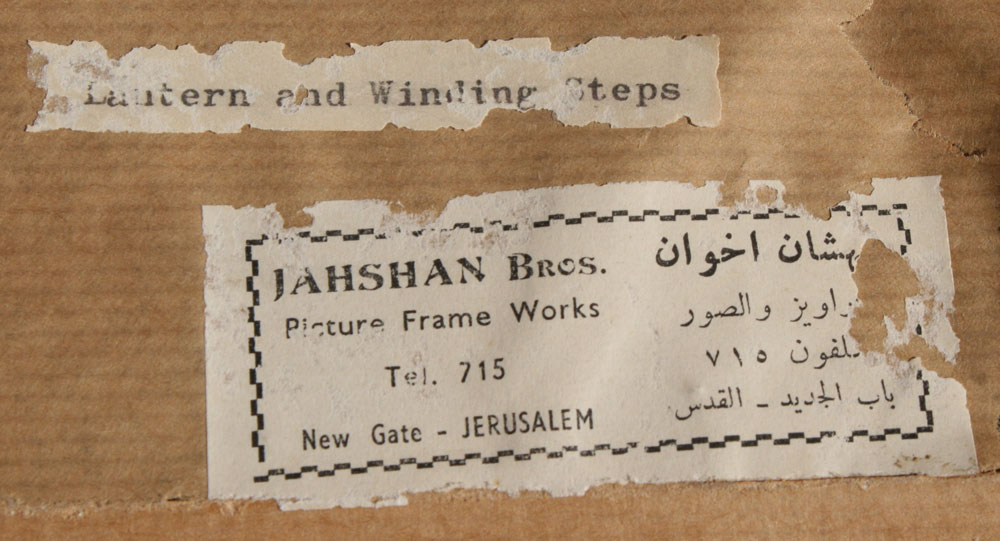 Lantern and Winding Steps
JAHSHAN BROS.
Picture Frame Works
Tel. 715
New Gate - JERUSALEM
اخوان
والصور
٧١٥
باب الجديد - القدس